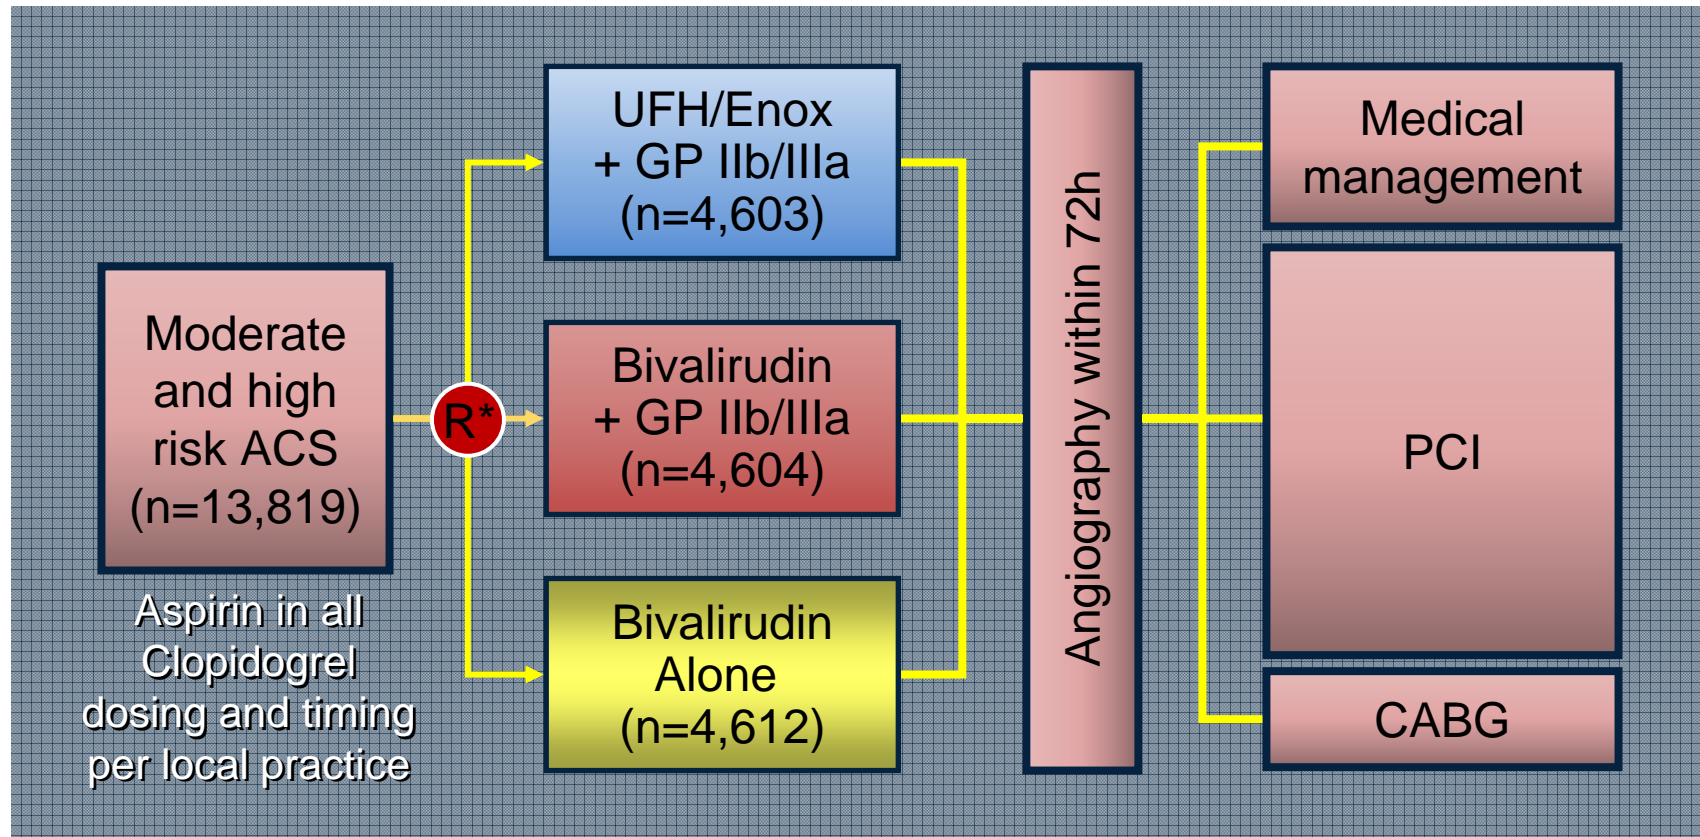 Moderate
and high
risk ACS
(n=13,819)
Aspirin in all
Clopidogrel
dosing and timing
per local practice
R*
UFH/Enox
+ GP IIb/IIIa
(n=4,603)
Bivalirudin
+ GP IIb/IIIa
(n=4,604)
Bivalirudin
Alone
(n=4,612)
Angiography within 72h
Medical
management
PCI
CABG